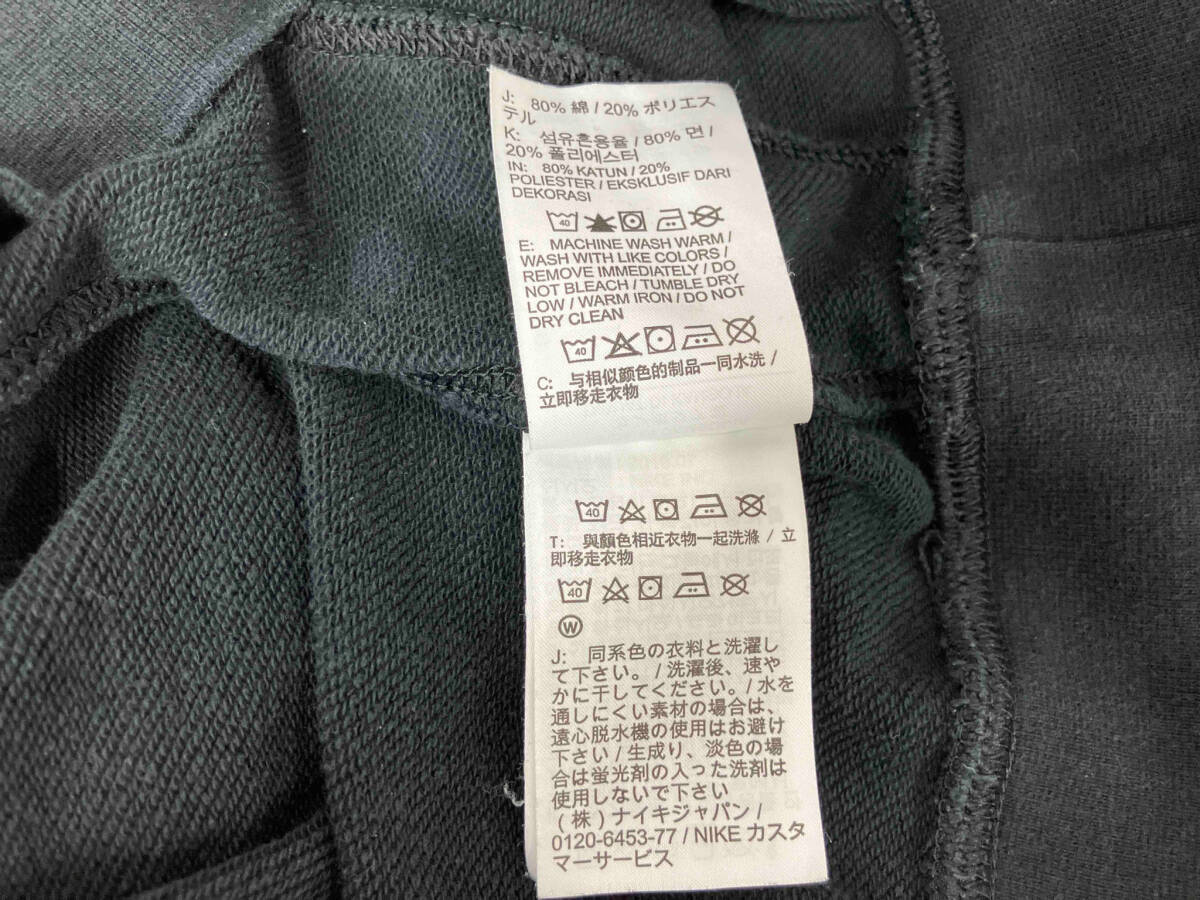 J: 80% 綿 / 20% ポリエス
テル
K: 섬유혼용율 / 80% 면 /
20% 폴리에스터
IN: 80% KATUN / 20%
POLIESTER / EKSKLUSIF DARI
DEKORASI
40
E: MACHINE WASH WARM /
WASH WITH LIKE COLORS /
REMOVE IMMEDIATELY / DO
NOT BLEACH / TUMBLE DRY
LOW / WARM IRON / DO NOT
DRY CLEAN
40
C: 与相似颜色的制品一同水洗 /
立即移走衣物
40
T: 與顏色相近衣物一起洗滌 / 立
即移走衣物
40
W
J: 同系色の衣料と洗濯し
て下さい。 / 洗濯後、速や
かに干してください。/ 水を
通しにくい素材の場合は、
遠心脱水機の使用はお避け
下さい / 生成り、淡色の場
合は蛍光剤の入った洗剤は
使用しないで下さい
(株) ナイキジャパン /
0120-6453-77 / NIKE カスタ
マーサービス